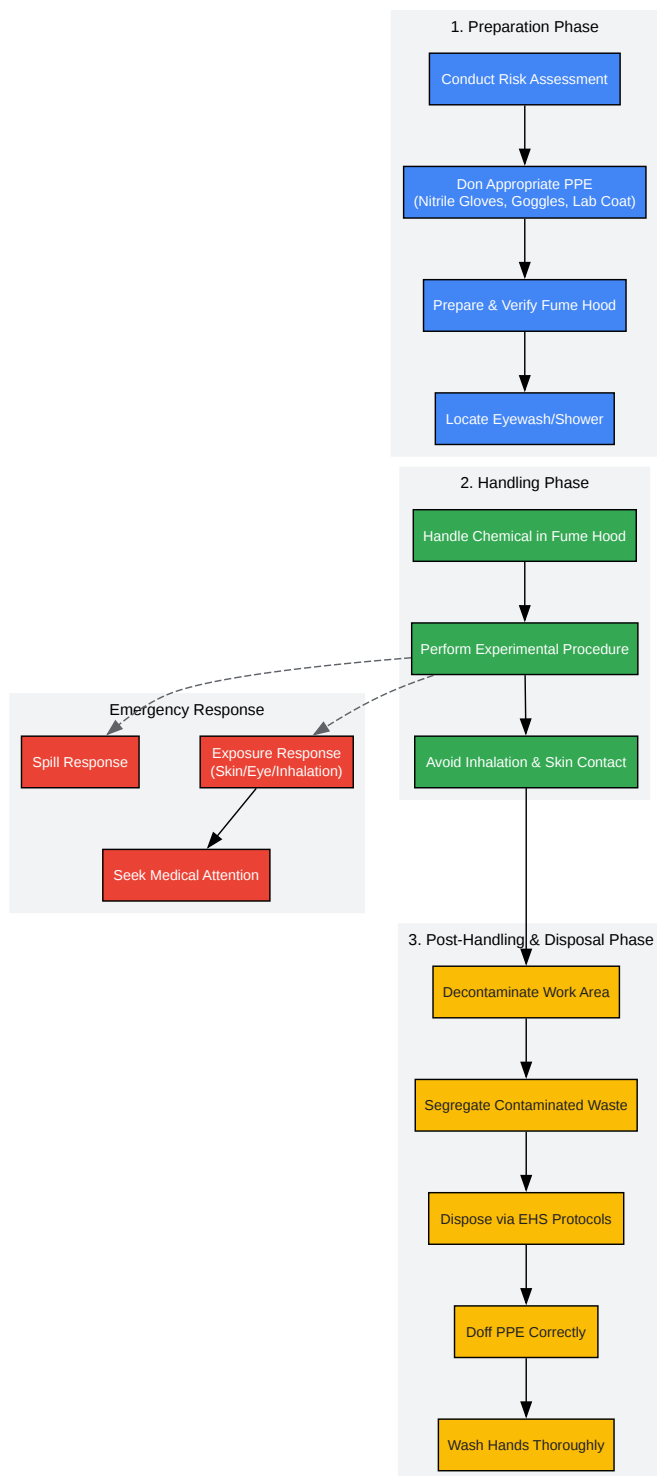 1. Preparation Phase
Conduct Risk Assessment
Don Appropriate PPE
(Nitrile Gloves, Goggles, Lab Coat)
Prepare & Verify Fume Hood
Locate Eyewash/Shower
2. Handling Phase
Handle Chemical in Fume Hood
Perform Experimental Procedure
Avoid Inhalation & Skin Contact
Emergency Response
Spill Response
Exposure Response
(Skin/Eye/Inhalation)
Seek Medical Attention
3. Post-Handling & Disposal Phase
Decontaminate Work Area
Segregate Contaminated Waste
Dispose via EHS Protocols
Doff PPE Correctly
Wash Hands Thoroughly